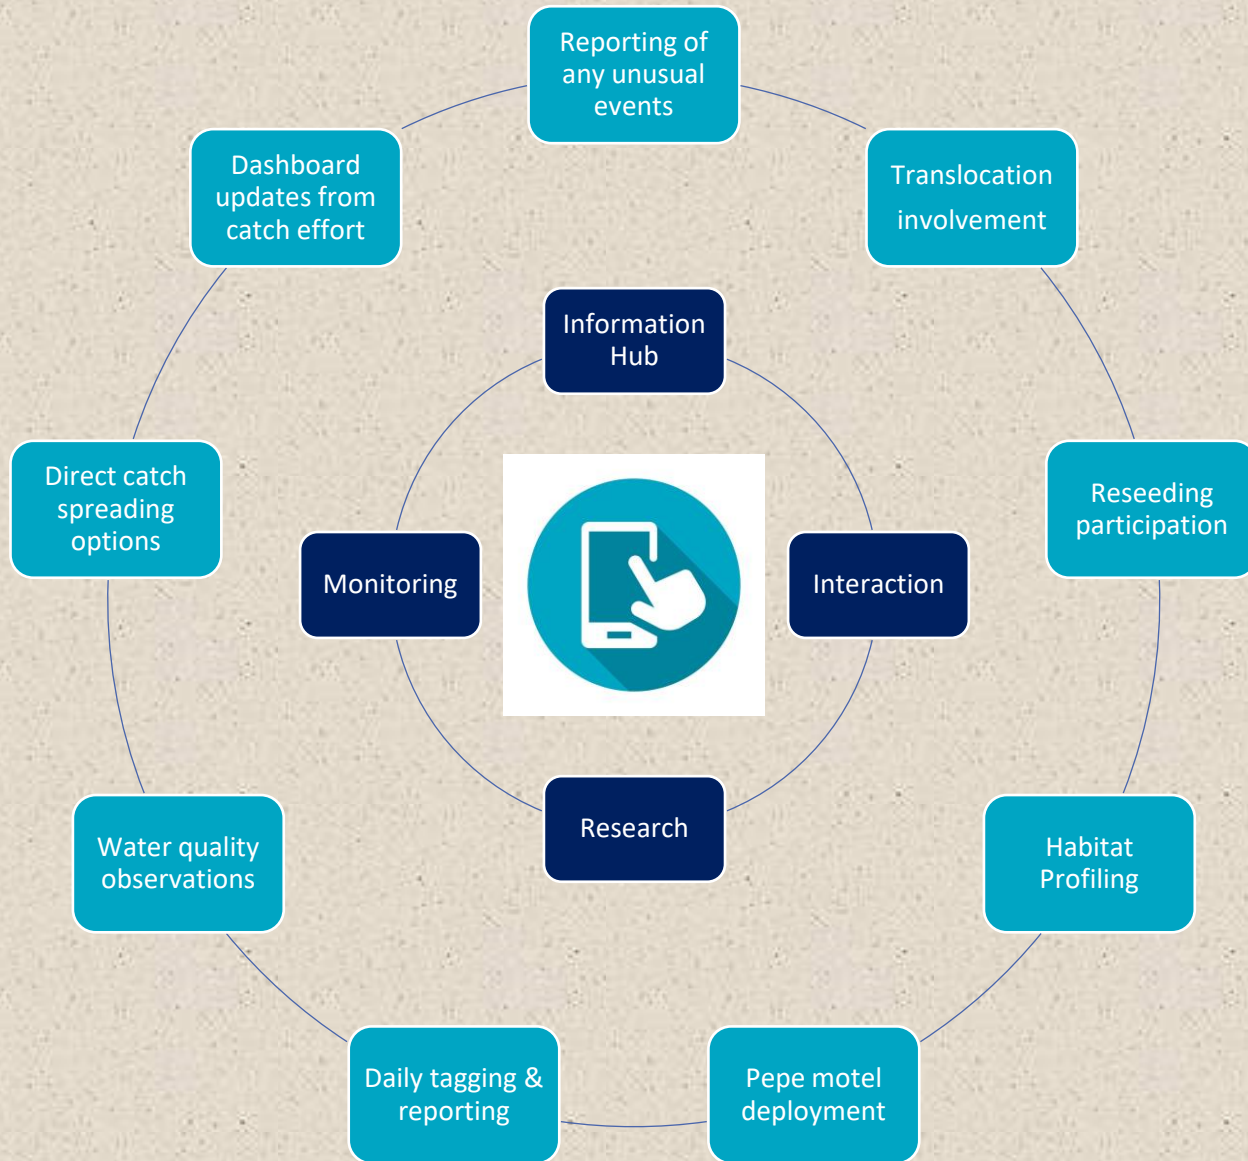 Reporting of
any unusual
events
Translocation
involvement
Reseeding
participation
Habitat
Profiling
Pepe motel
deployment
Daily tagging &
reporting
Water quality
observations
Direct catch
spreading
options
Dashboard
updates from
catch effort
Information
Hub
Interaction
Research
Monitoring